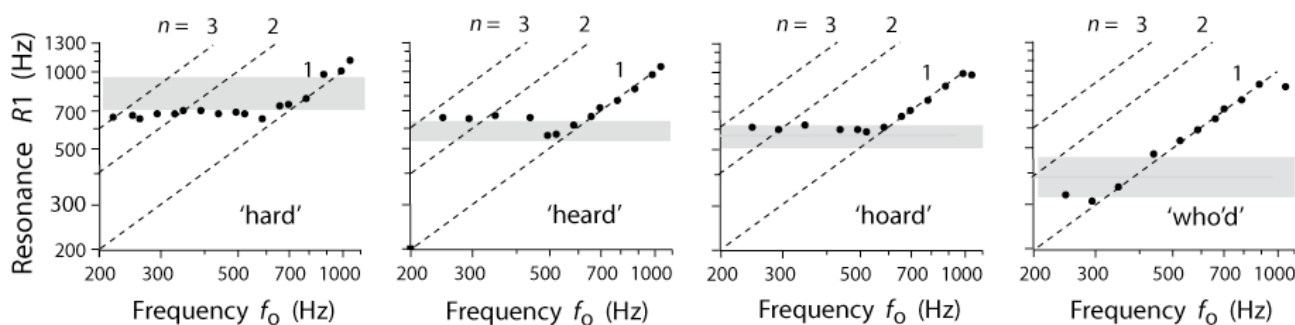 n = 3 2
n = 3 2
n = 3 2
n = 3 2
Resonance R1 (Hz)
1300
1000
700
500
300
200
1
1
1
1
'hard'
'heard'
'hoard'
'who'd'
200 300 500 700 1000
200 300 500 700 1000
200 300 500 700 1000
200 300 500 700 1000
Frequency fo (Hz)
Frequency fo (Hz)
Frequency fo (Hz)
Frequency fo (Hz)